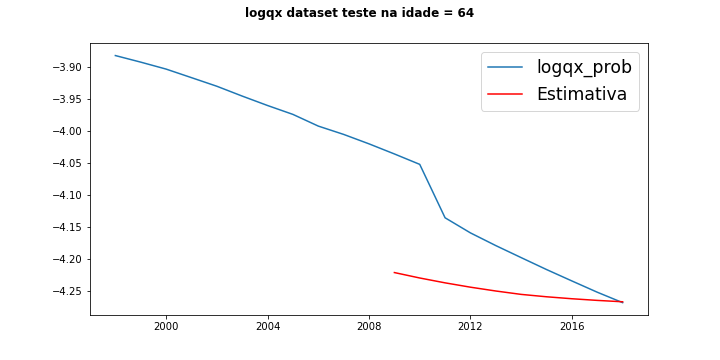 logqx dataset teste na idade = 64
logqx_prob
Estimativa
−3.90
−3.95
−4.00
−4.05
−4.10
−4.15
−4.20
−4.25
2000 2004 2008 2012 2016